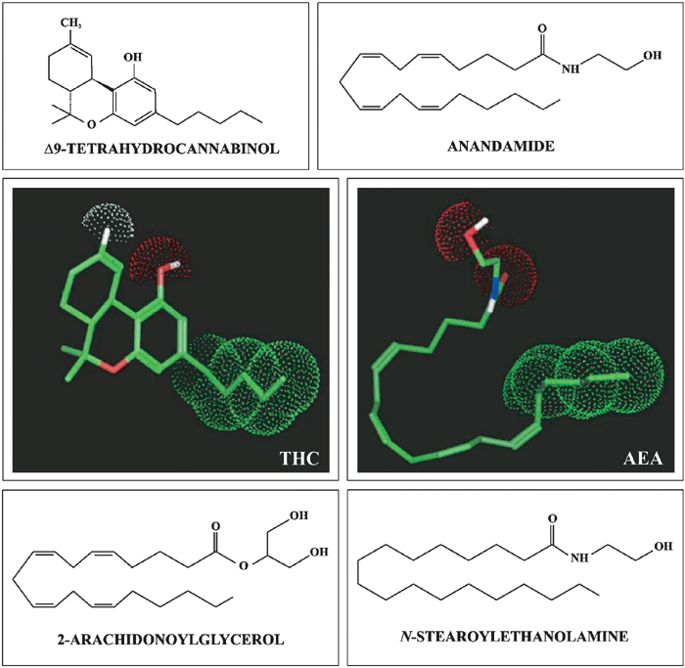 CH3
OH
O
Δ9-TETRAHYDROCANNABINOL
O
NH
OH
ANANDAMIDE
THC
AEA
OH
O
O
OH
2-ARACHIDONOYLGLYCEROL
O
NH
OH
N-STEAROYLETHANOLAMINE